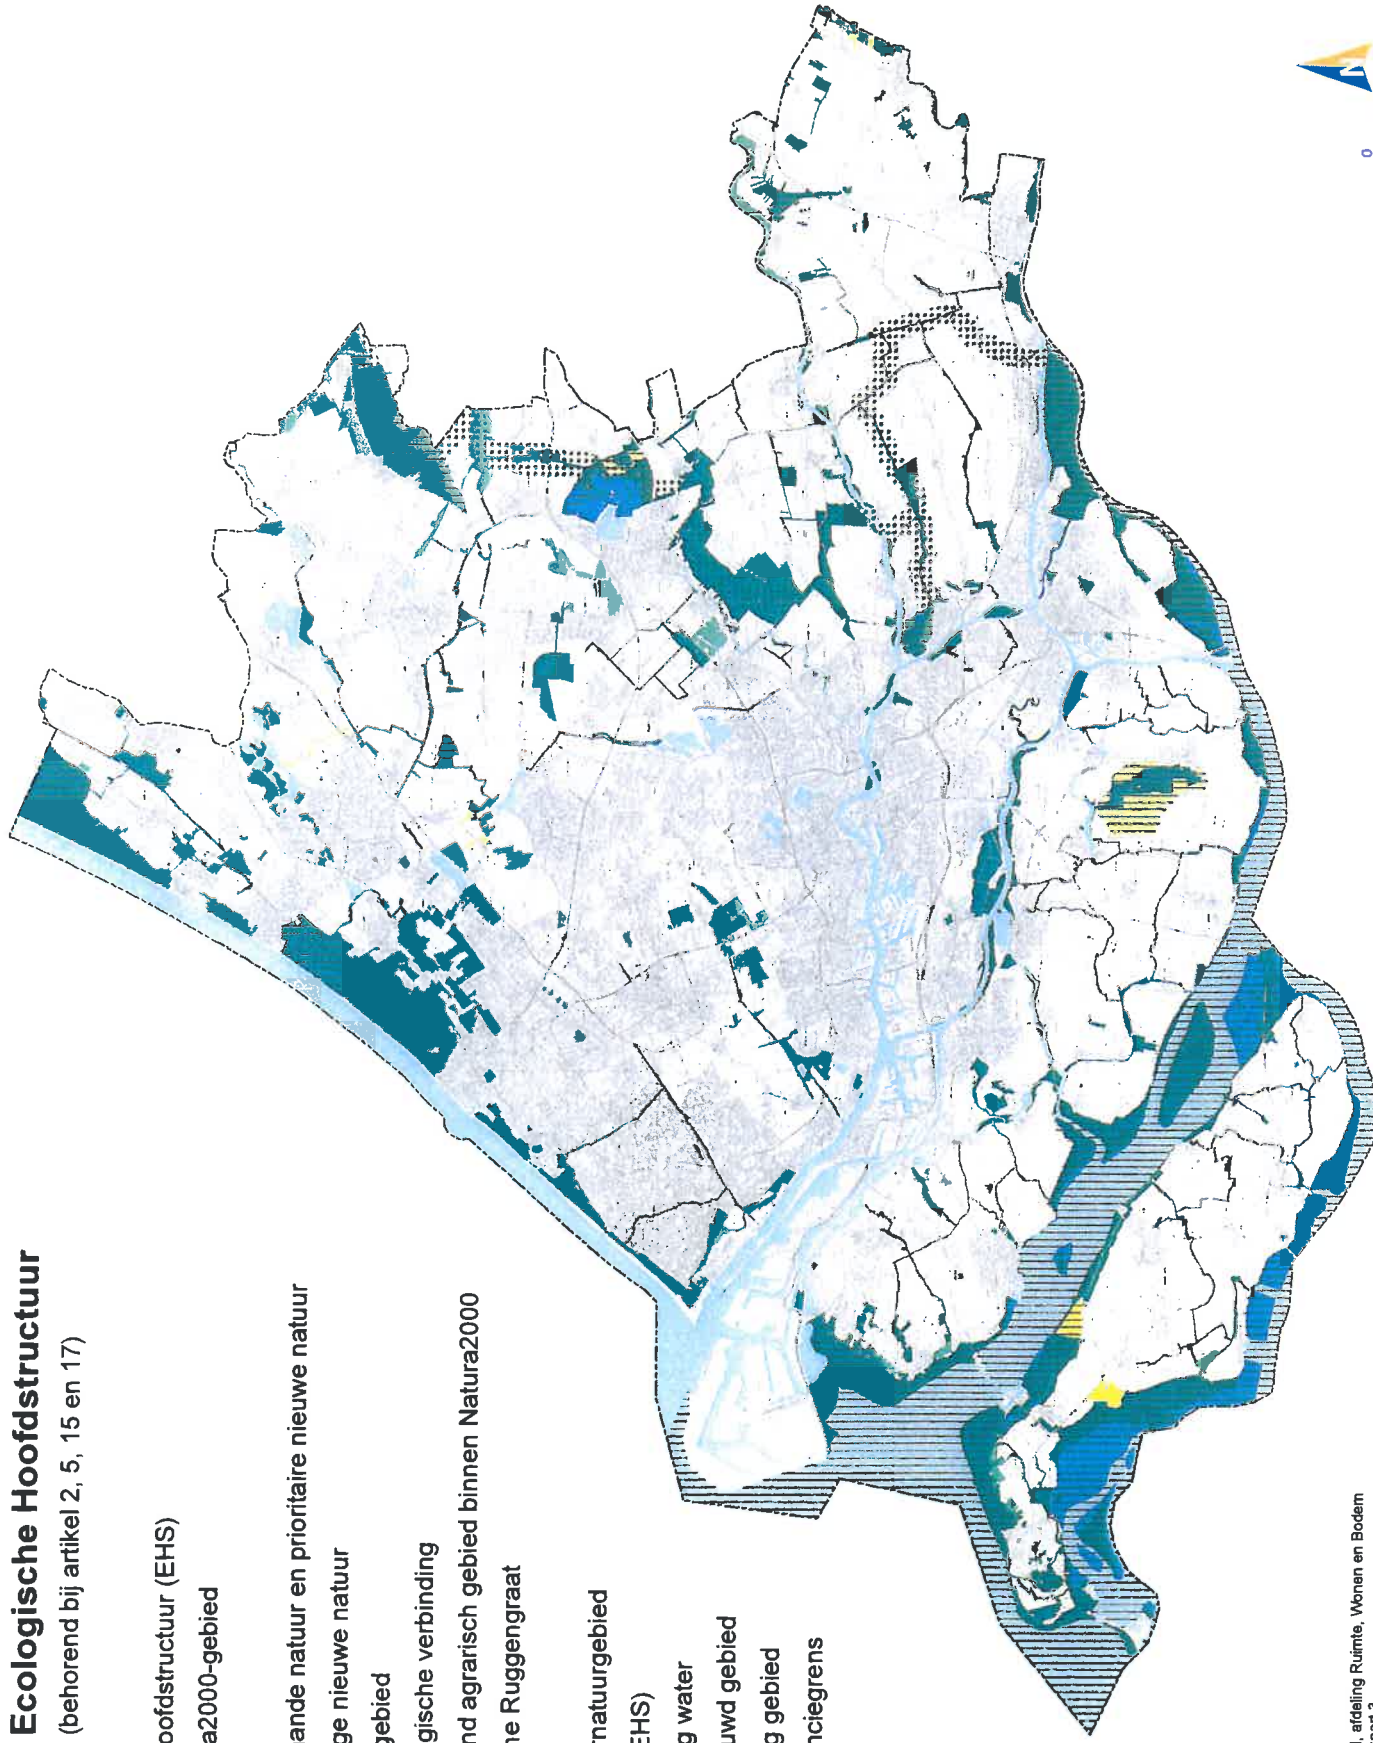 Ecologische Hoofdstructuur
(behorend bij artikel 2, 5, 15 en 17)
oofdstructuur (EHS)
a2000-gebied
ande natuur en prioritaire nieuwe natuur
ge nieuwe natuur
gebied
gische verbinding
nd agrarisch gebied binnen Natura2000
ne Ruggengraat
rnatuurgebied
EHS)
g water
uwd gebied
g gebied
nciegrens
N
0
, afdeling Ruimte, Wonen en Bodem